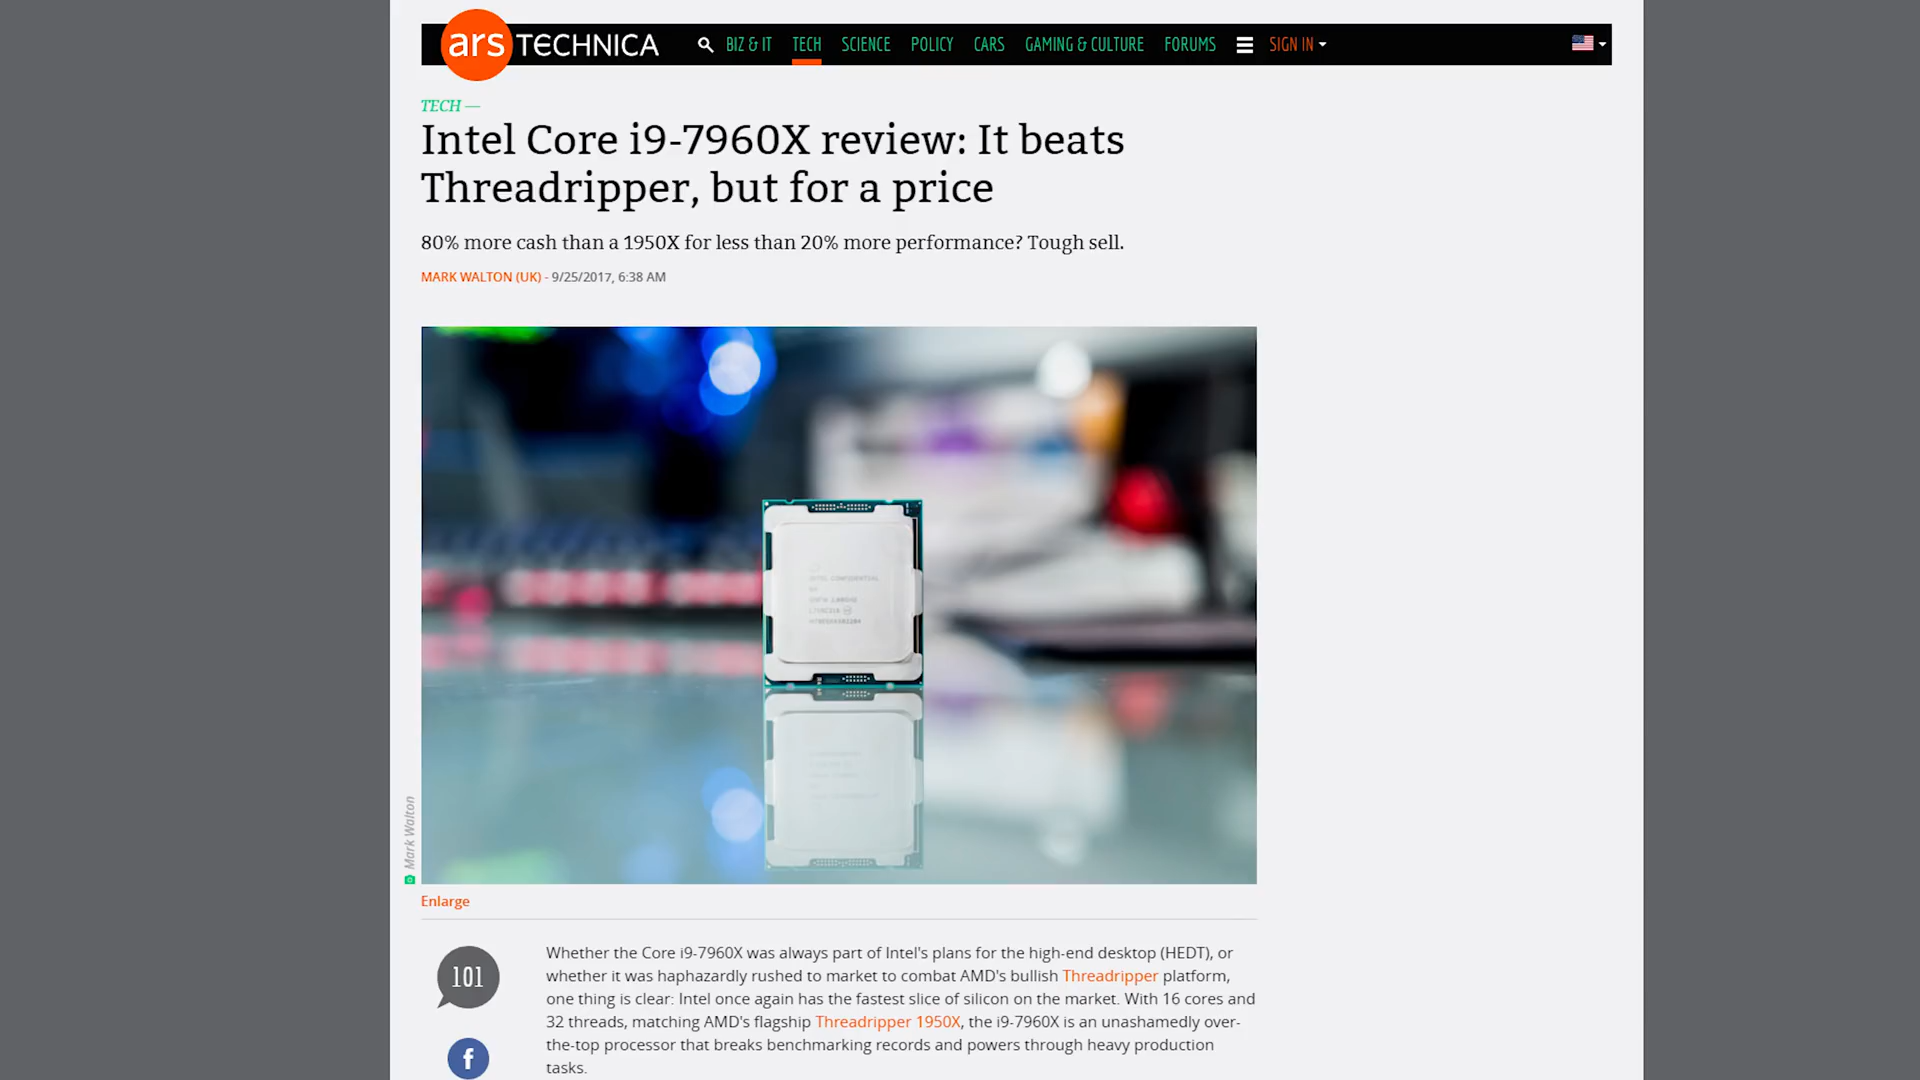 ars TECHNICA BIZ & IT TECH SCIENCE POLICY CARS GAMING & CULTURE FORUMS SIGN IN
TECH —
Intel Core i9-7960X review: It beats
Threadripper, but for a price
80% more cash than a 1950X for less than 20% more performance? Tough sell.
MARK WALTON (UK) - 9/25/2017, 6:38 AM
INTEL CONFIDENTIAL
Mark Walton
Enlarge
101
Whether the Core i9-7960X was always part of Intel's plans for the high-end desktop (HEDT), or
whether it was haphazardly rushed to market to combat AMD's bullish Threadripper platform,
one thing is clear: Intel once again has the fastest slice of silicon on the market. With 16 cores and
32 threads, matching AMD's flagship Threadripper 1950X, the i9-7960X is an unashamedly over-
the-top processor that breaks benchmarking records and powers through heavy production
tasks.
f